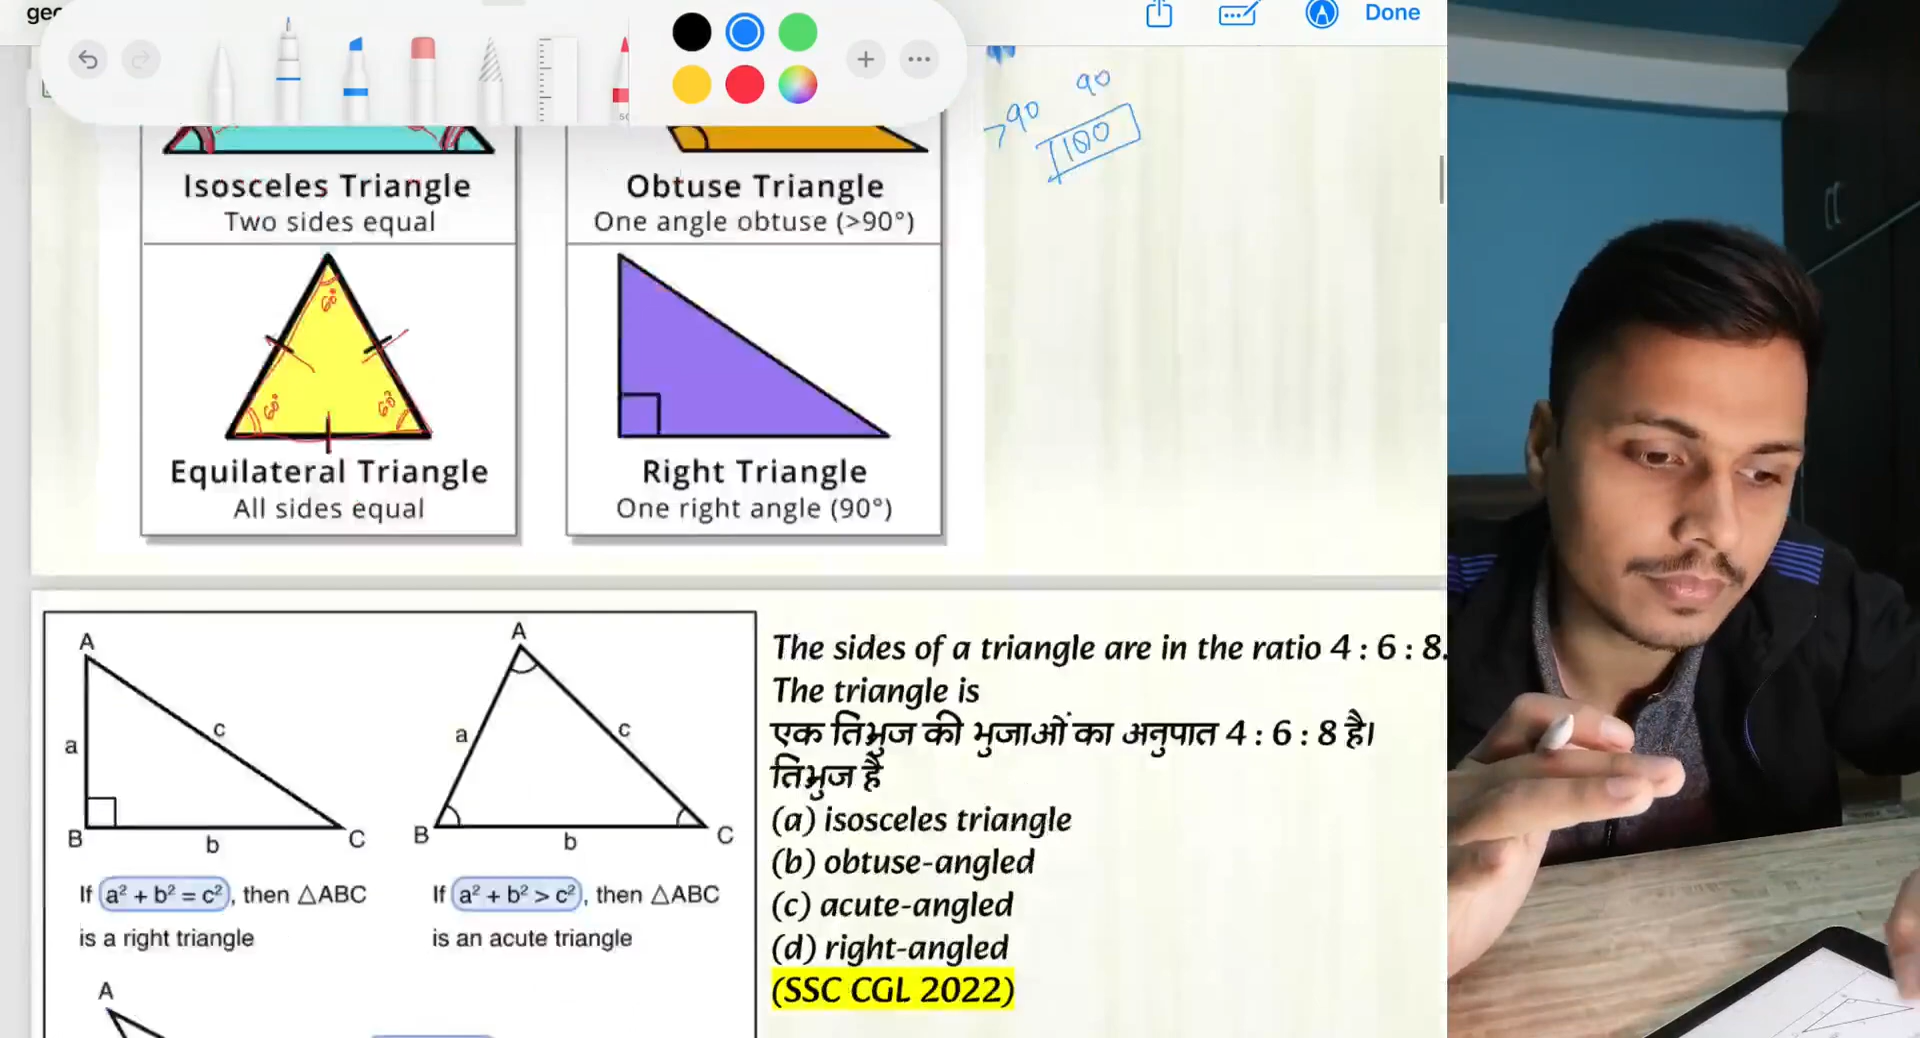 geo
Done
>90
90
180
Isosceles Triangle
Two sides equal
Obtuse Triangle
One angle obtuse (>90°)
60°
60°
60°
Equilateral Triangle
All sides equal
Right Triangle
One right angle (90°)
A
a
c
B
b
C
If a² + b² = c², then △ABC
is a right triangle
A
a
c
B
b
C
If a² + b² > c², then △ABC
is an acute triangle
A
The sides of a triangle are in the ratio 4 : 6 : 8.
The triangle is
एक तिभुज की भुजाओं का अनुपात 4 : 6 : 8 है।
तिभुज है
(a) isosceles triangle
(b) obtuse-angled
(c) acute-angled
(d) right-angled
(SSC CGL 2022)